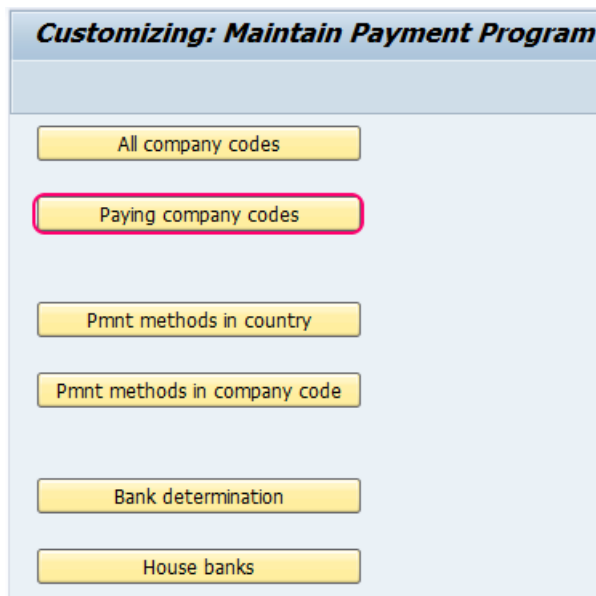 Customizing: Maintain Payment Program
All company codes
Paying company codes
Pmnt methods in country
Pmnt methods in company code
Bank determination
House banks